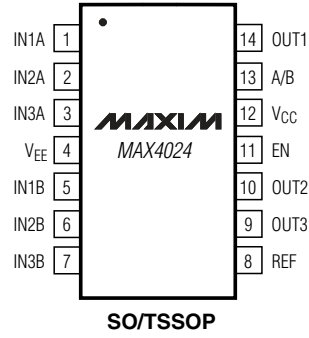 IN1A 1 14 OUT1
IN2A 2 13 A/B
IN3A 3 MAXIM 12 VCC
VEE 4 MAX4024 11 EN
IN1B 5 10 OUT2
IN2B 6 9 OUT3
IN3B 7 8 REF
SO/TSSOP